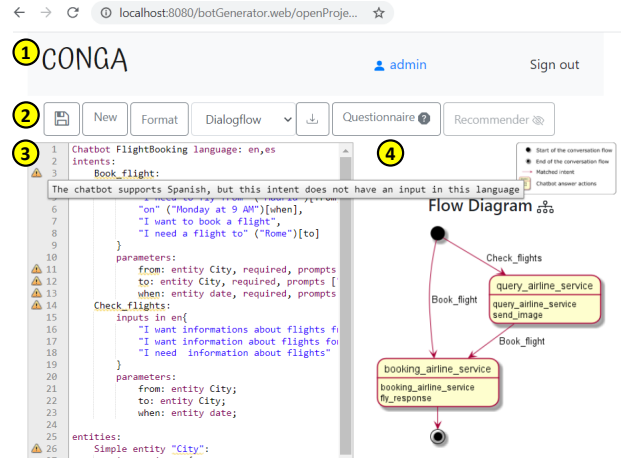 localhost:8080/botGenerator.web/openProje...
1 CONGA
admin
Sign out
2 New Format Dialogflow Questionnaire ? Recommender
3
4
1 Chatbot FlightBooking language: en,es
2 intents:
3 Book_flight:
The chatbot supports Spanish, but this intent does not have an input in this language
5
6 "on" ("Monday at 9 AM")[when],
7 "I want to book a flight",
8 "I need a flight to" ("Rome")[to]
9 }
10 parameters:
11 from: entity City, required, prompts
12 to: entity City, required, prompts [
13 when: entity date, required, prompts
14 Check_flights:
15 inputs in en{
16 "I want informations about flights f
17 "I want information about flights fo
18 "I need information about flights"
19 }
20 parameters:
21 from: entity City;
22 to: entity City;
23 when: entity date;
24
25 entities:
26 Simple entity "City":
Start of the conversation flow
End of the conversation flow
Matched intent
Chatbot answer actions
Flow Diagram
Check_flights
query_airline_service
query_airline_service
send_image
Book_flight
Book_flight
booking_airline_service
booking_airline_service
fly_response